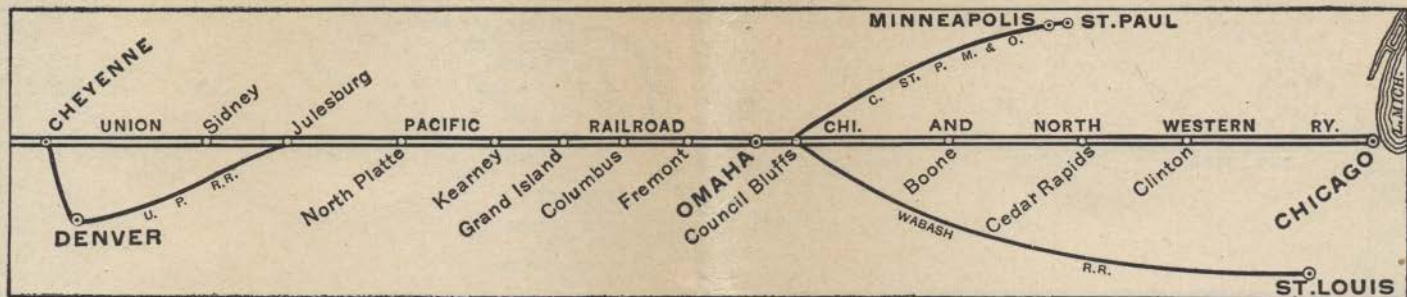 MINNEAPOLIS ST. PAUL
C. ST. P. M. & O.
CHEYENNE
Sidney
Julesburg
L. MICH.
UNION PACIFIC RAILROAD
CHI. AND NORTH WESTERN RY.
North Platte
Kearney
Grand Island
Columbus
Fremont
OMAHA
Council Bluffs
Boone
Cedar Rapids
Clinton
CHICAGO
U. P. R.R.
DENVER
WABASH R.R.
ST. LOUIS